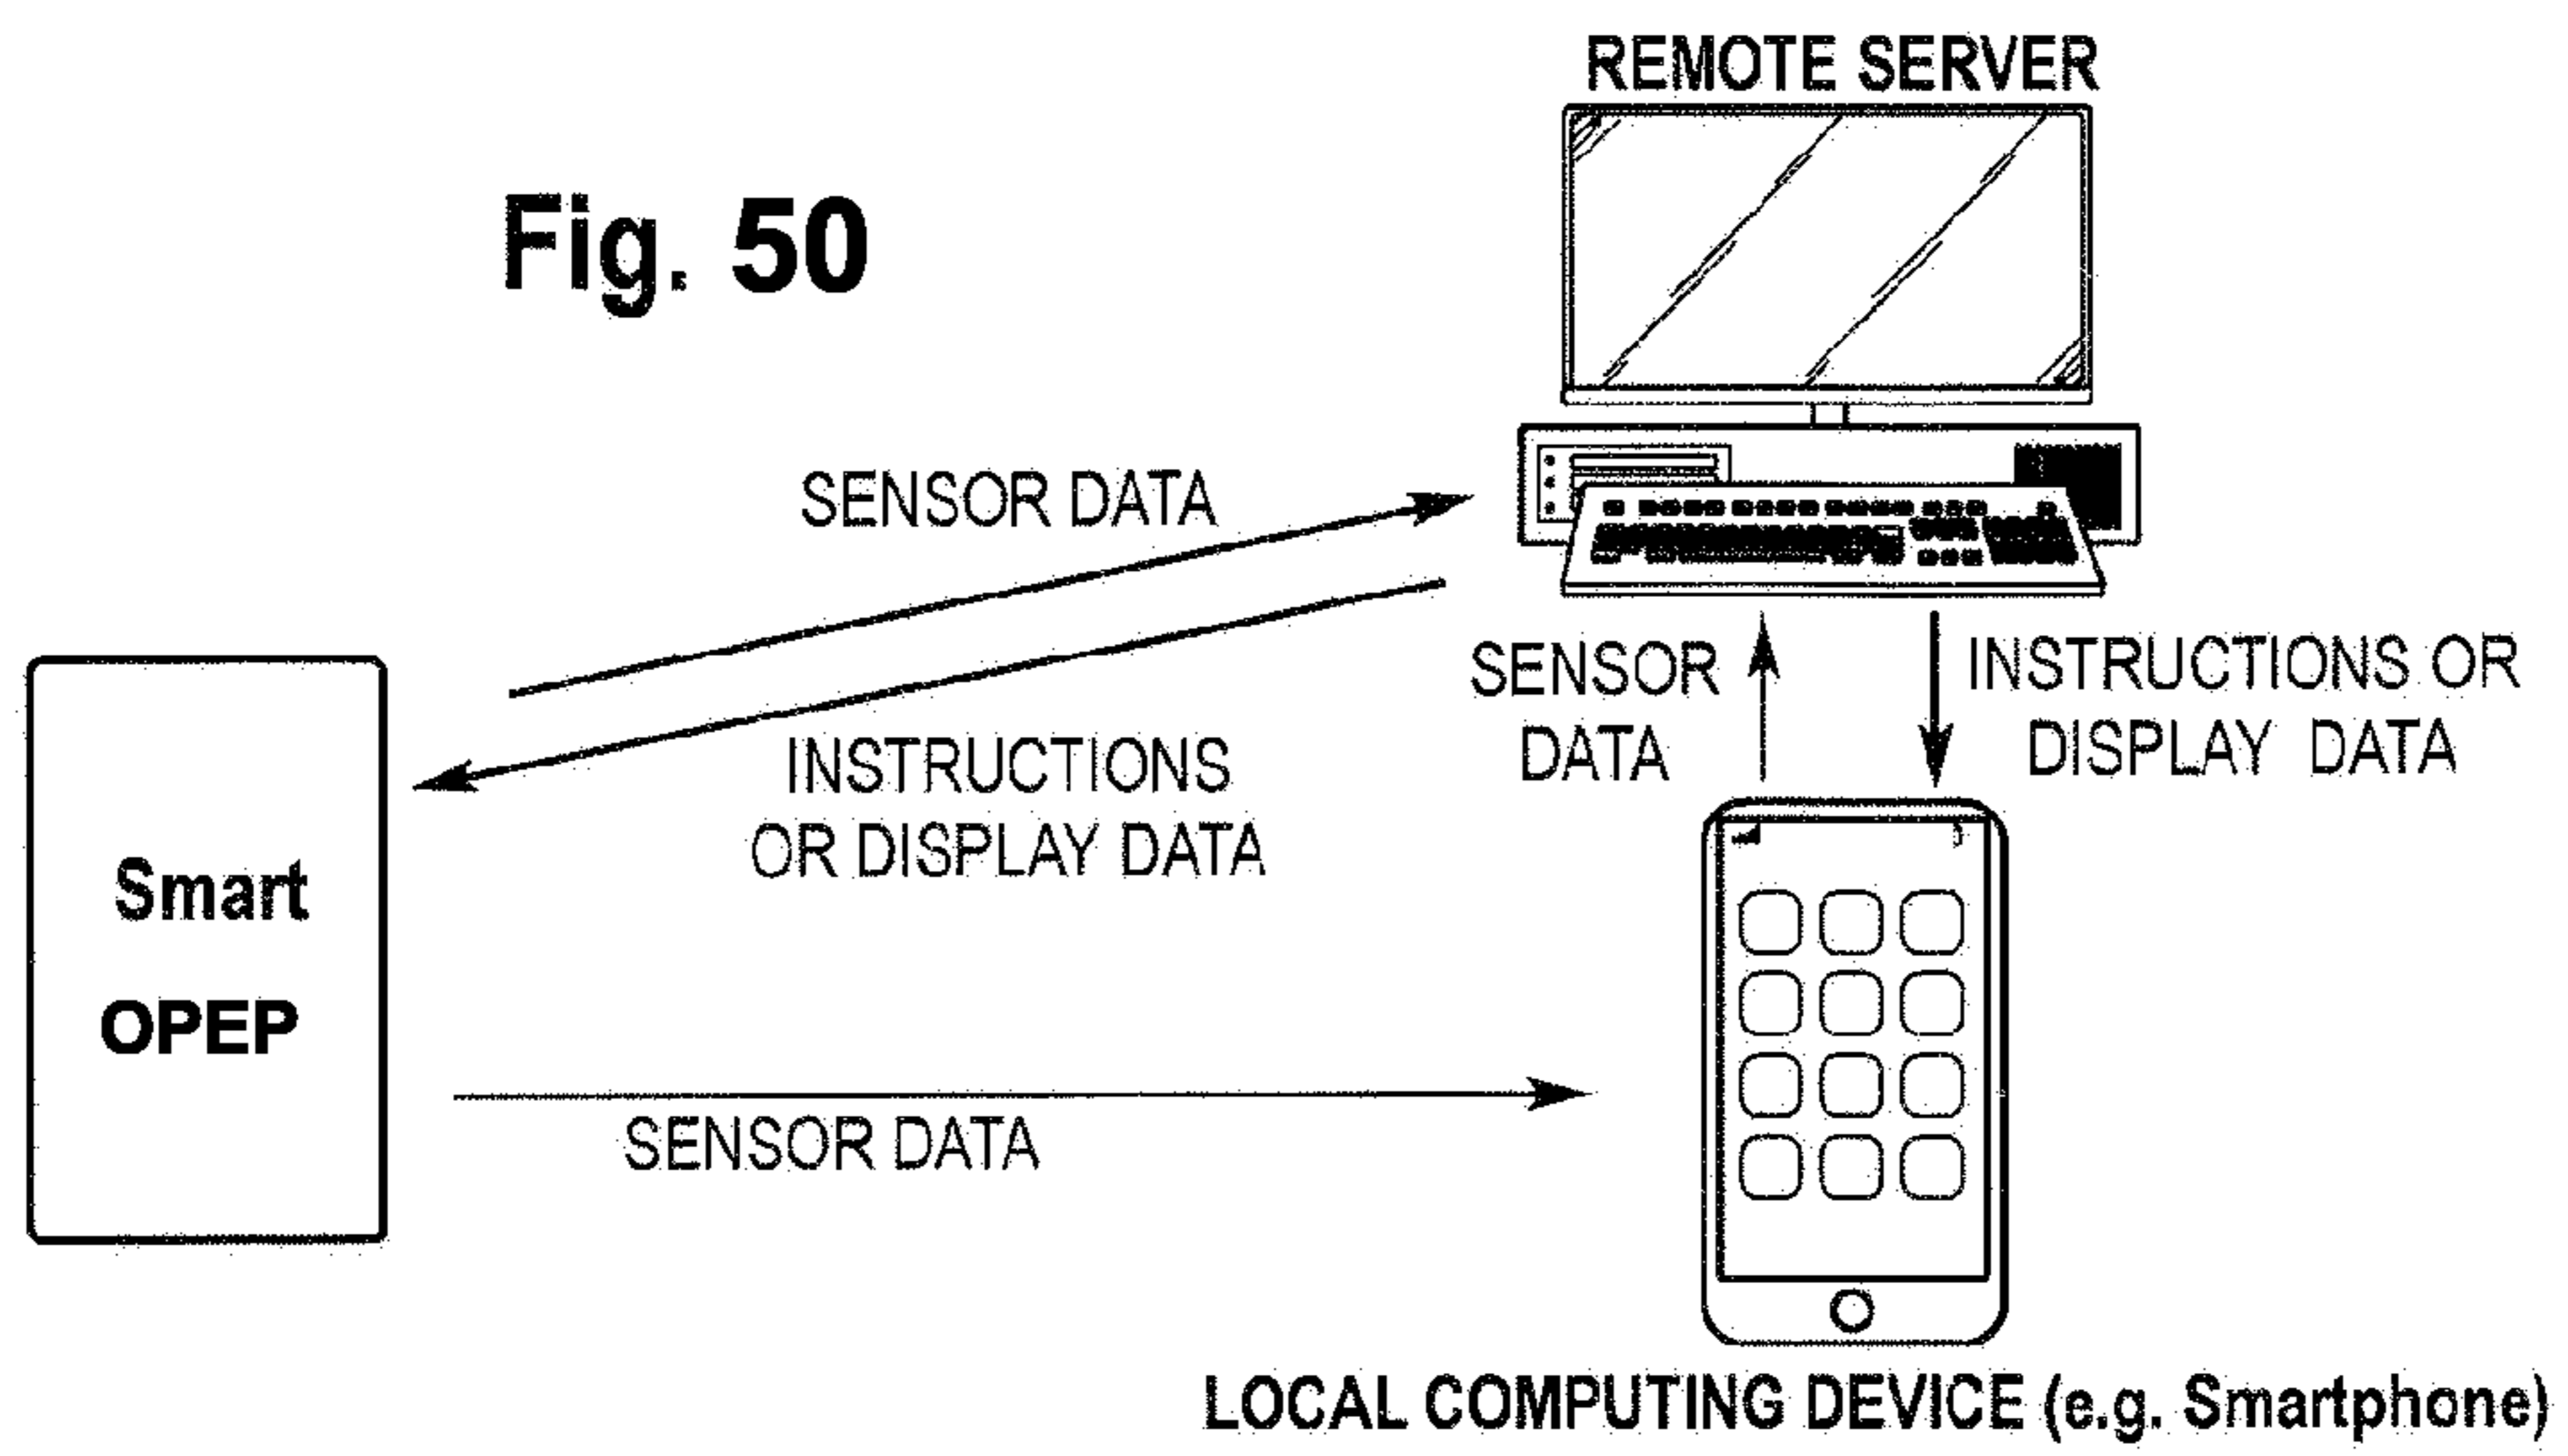 REMOTE SERVER
Fig. 50
SENSOR DATA
INSTRUCTIONS
OR DISPLAY DATA
SENSOR
DATA
INSTRUCTIONS OR
DISPLAY DATA
Smart
OPEP
SENSOR DATA
LOCAL COMPUTING DEVICE (e.g. Smartphone)